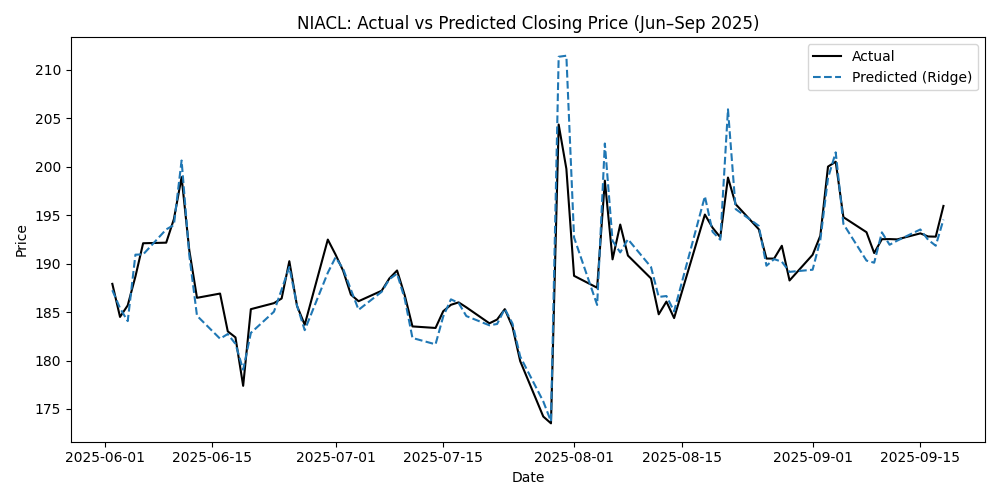 NIACL: Actual vs Predicted Closing Price (Jun–Sep 2025)
Actual
Predicted (Ridge)
Price
210
205
200
195
190
185
180
175
2025-06-01 2025-06-15 2025-07-01 2025-07-15 2025-08-01 2025-08-15 2025-09-01 2025-09-15
Date